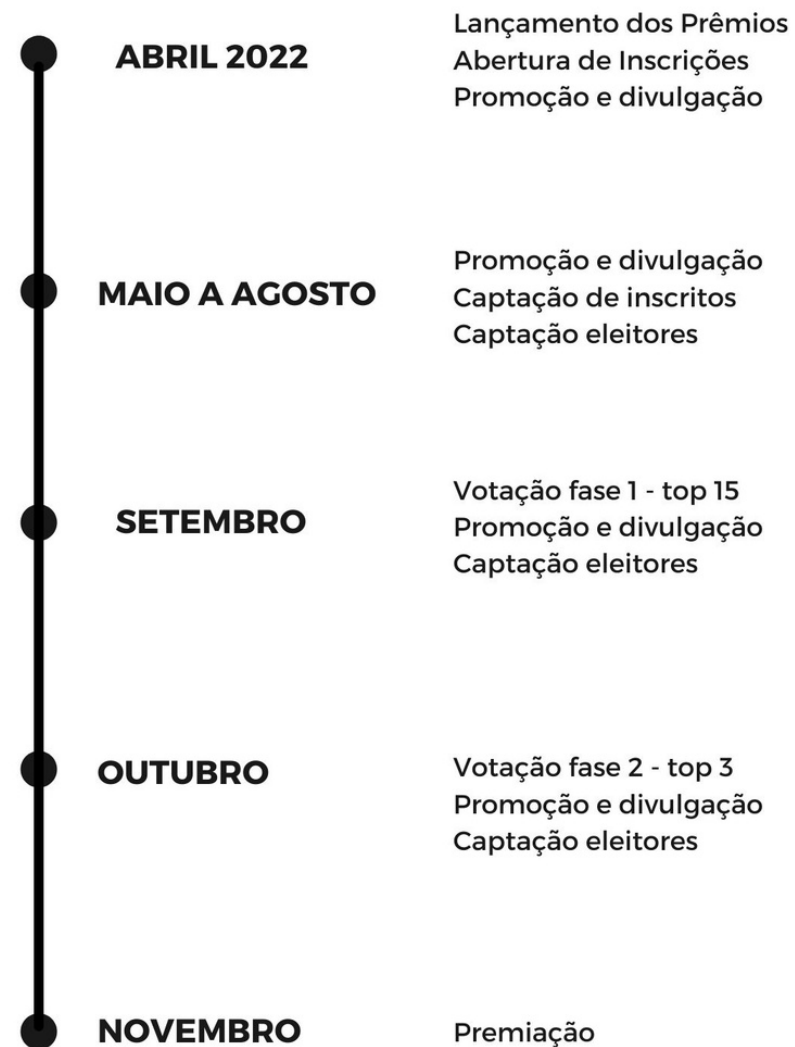 ABRIL 2022
Lançamento dos Prêmios
Abertura de Inscrições
Promoção e divulgação
MAIO A AGOSTO
Promoção e divulgação
Captação de inscritos
Captação eleitores
SETEMBRO
Votação fase 1 - top 15
Promoção e divulgação
Captação eleitores
OUTUBRO
Votação fase 2 - top 3
Promoção e divulgação
Captação eleitores
NOVEMBRO
Premiação